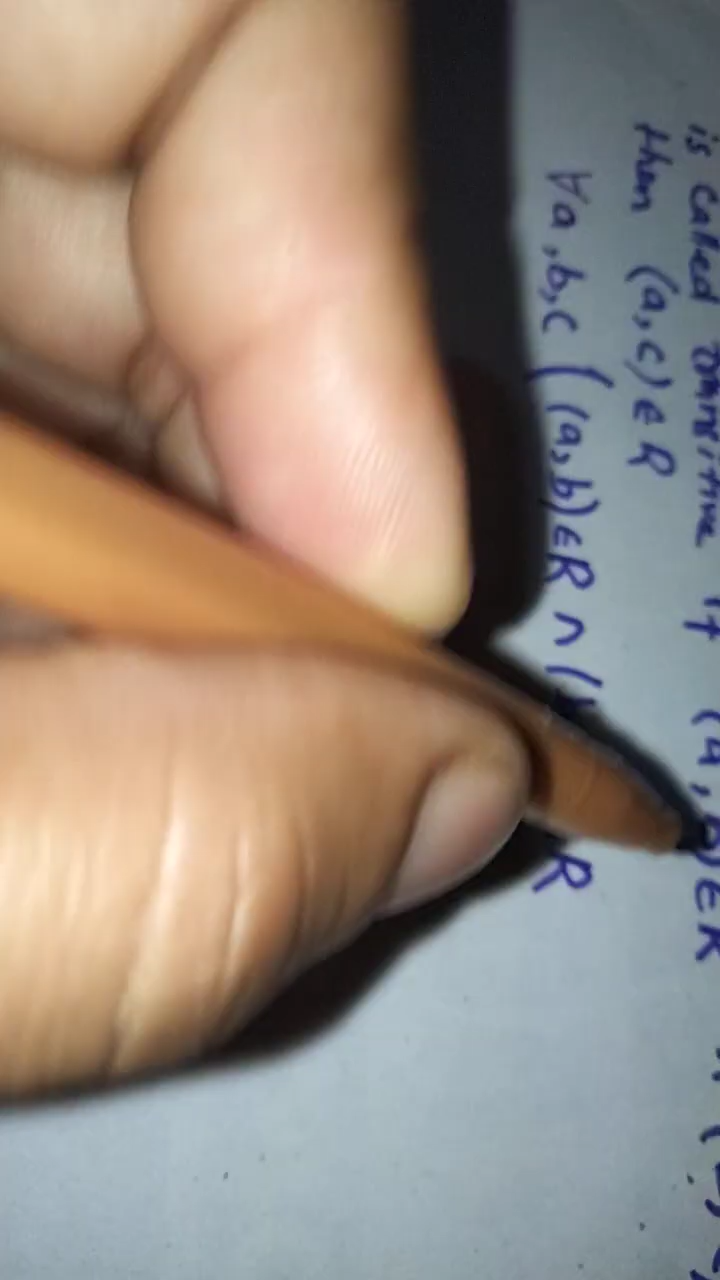 is called transitive if (a, b) ∈ R
then (a, c) ∈ R
∀a, b, c ( (a, b) ∈ R ∧ ( R